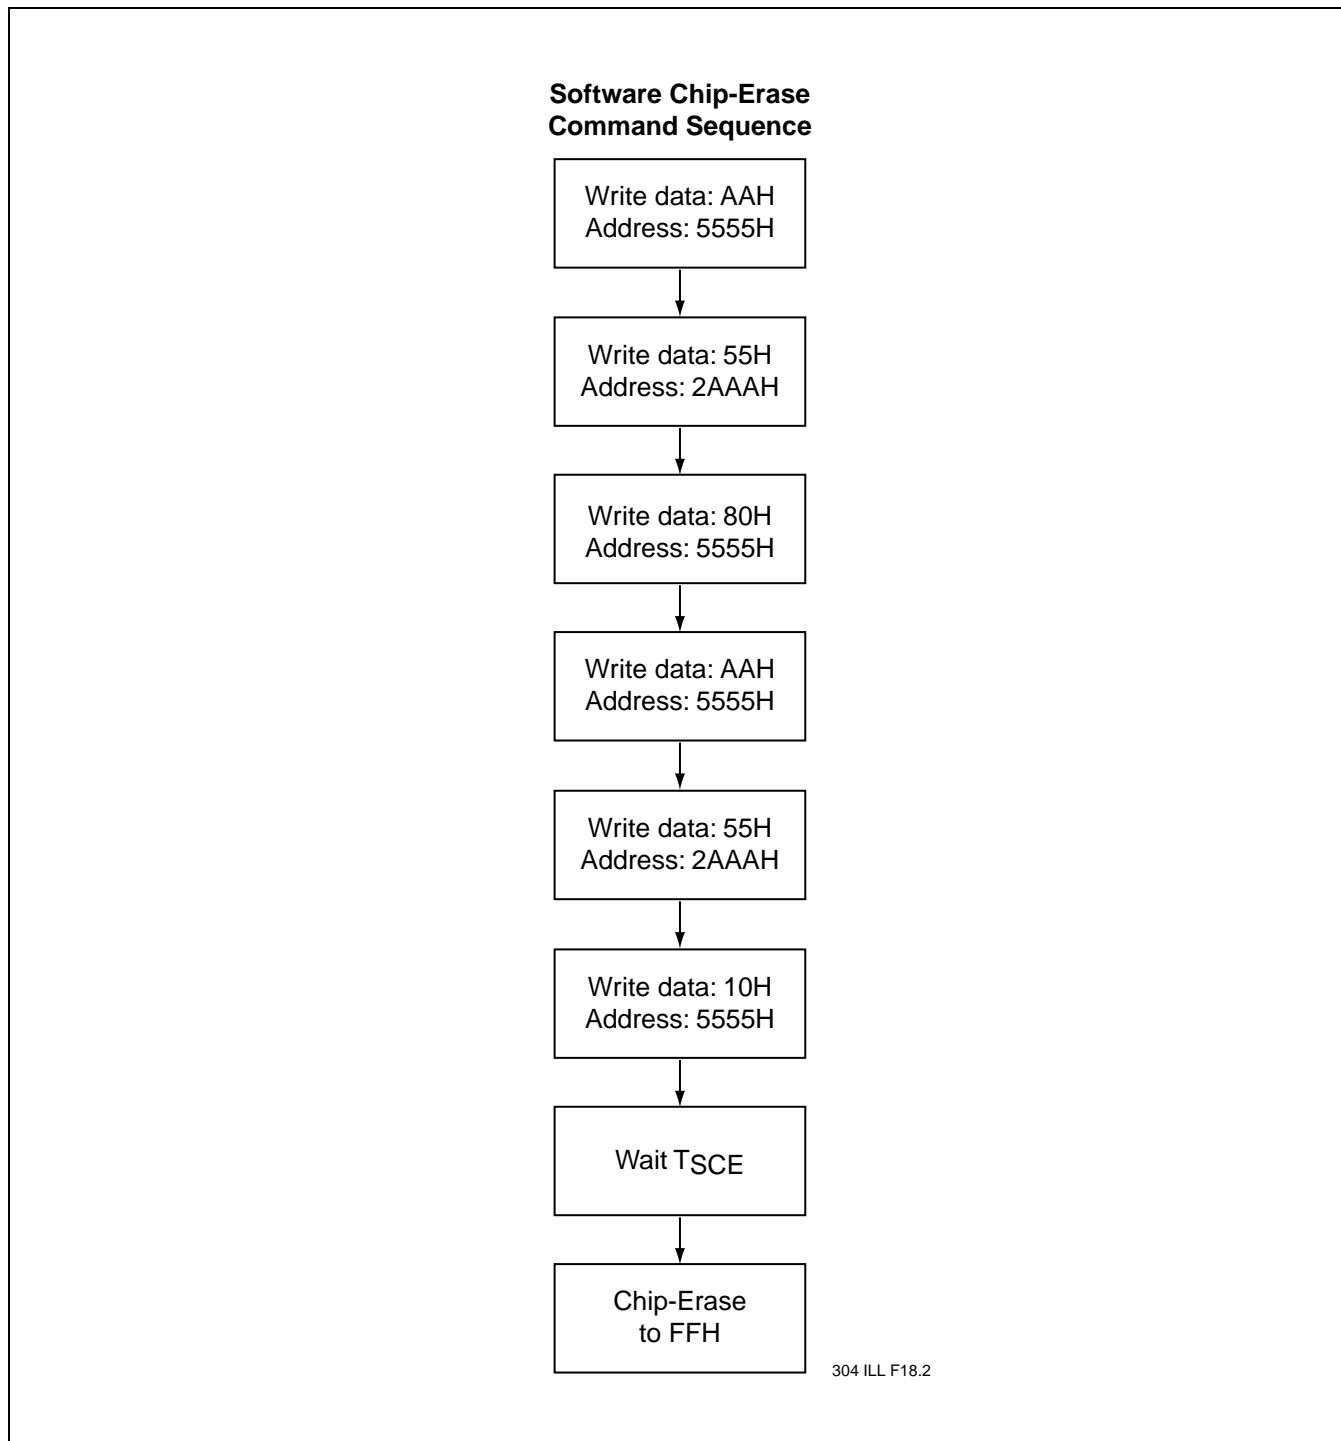 Software Chip-Erase
Command Sequence
Write data: AAH
Address: 5555H
Write data: 55H
Address: 2AAAH
Write data: 80H
Address: 5555H
Write data: AAH
Address: 5555H
Write data: 55H
Address: 2AAAH
Write data: 10H
Address: 5555H
Wait TSCE
Chip-Erase
to FFH
304 ILL F18.2